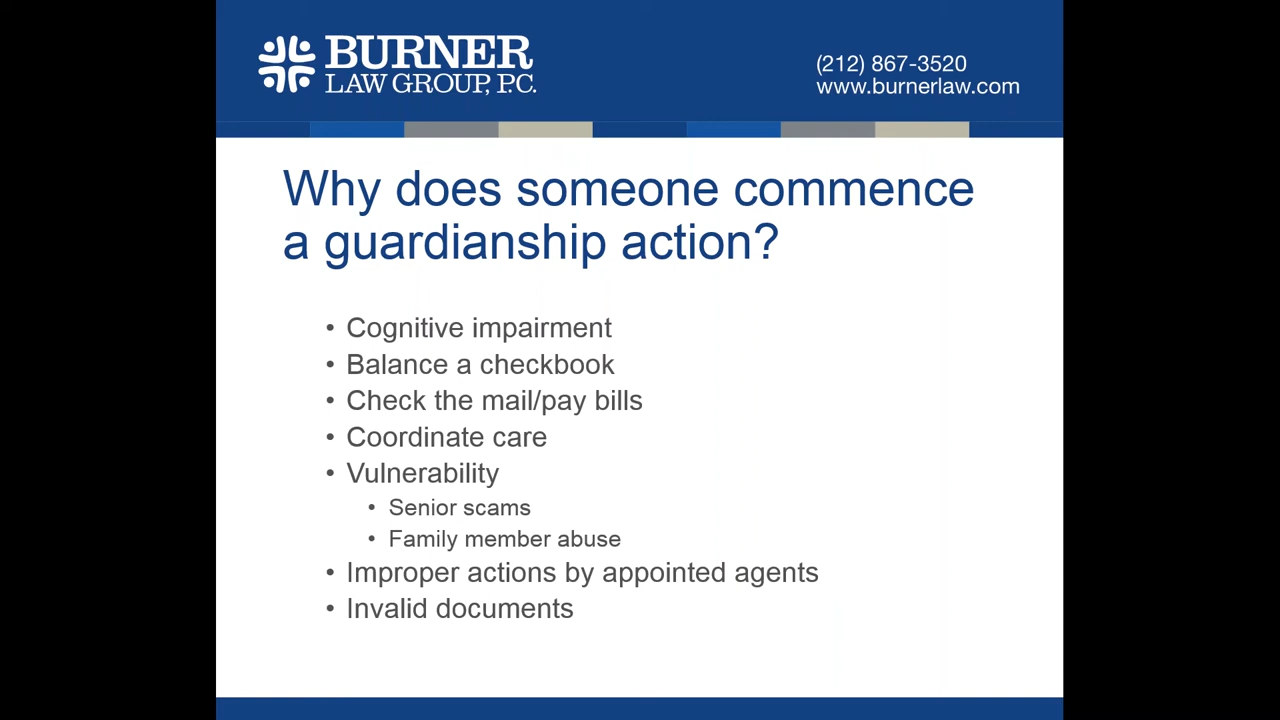 BURNER
LAW GROUP, P.C.
(212) 867-3520
www.burnerlaw.com
Why does someone commence
a guardianship action?
• Cognitive impairment
• Balance a checkbook
• Check the mail/pay bills
• Coordinate care
• Vulnerability
• Senior scams
• Family member abuse
• Improper actions by appointed agents
• Invalid documents